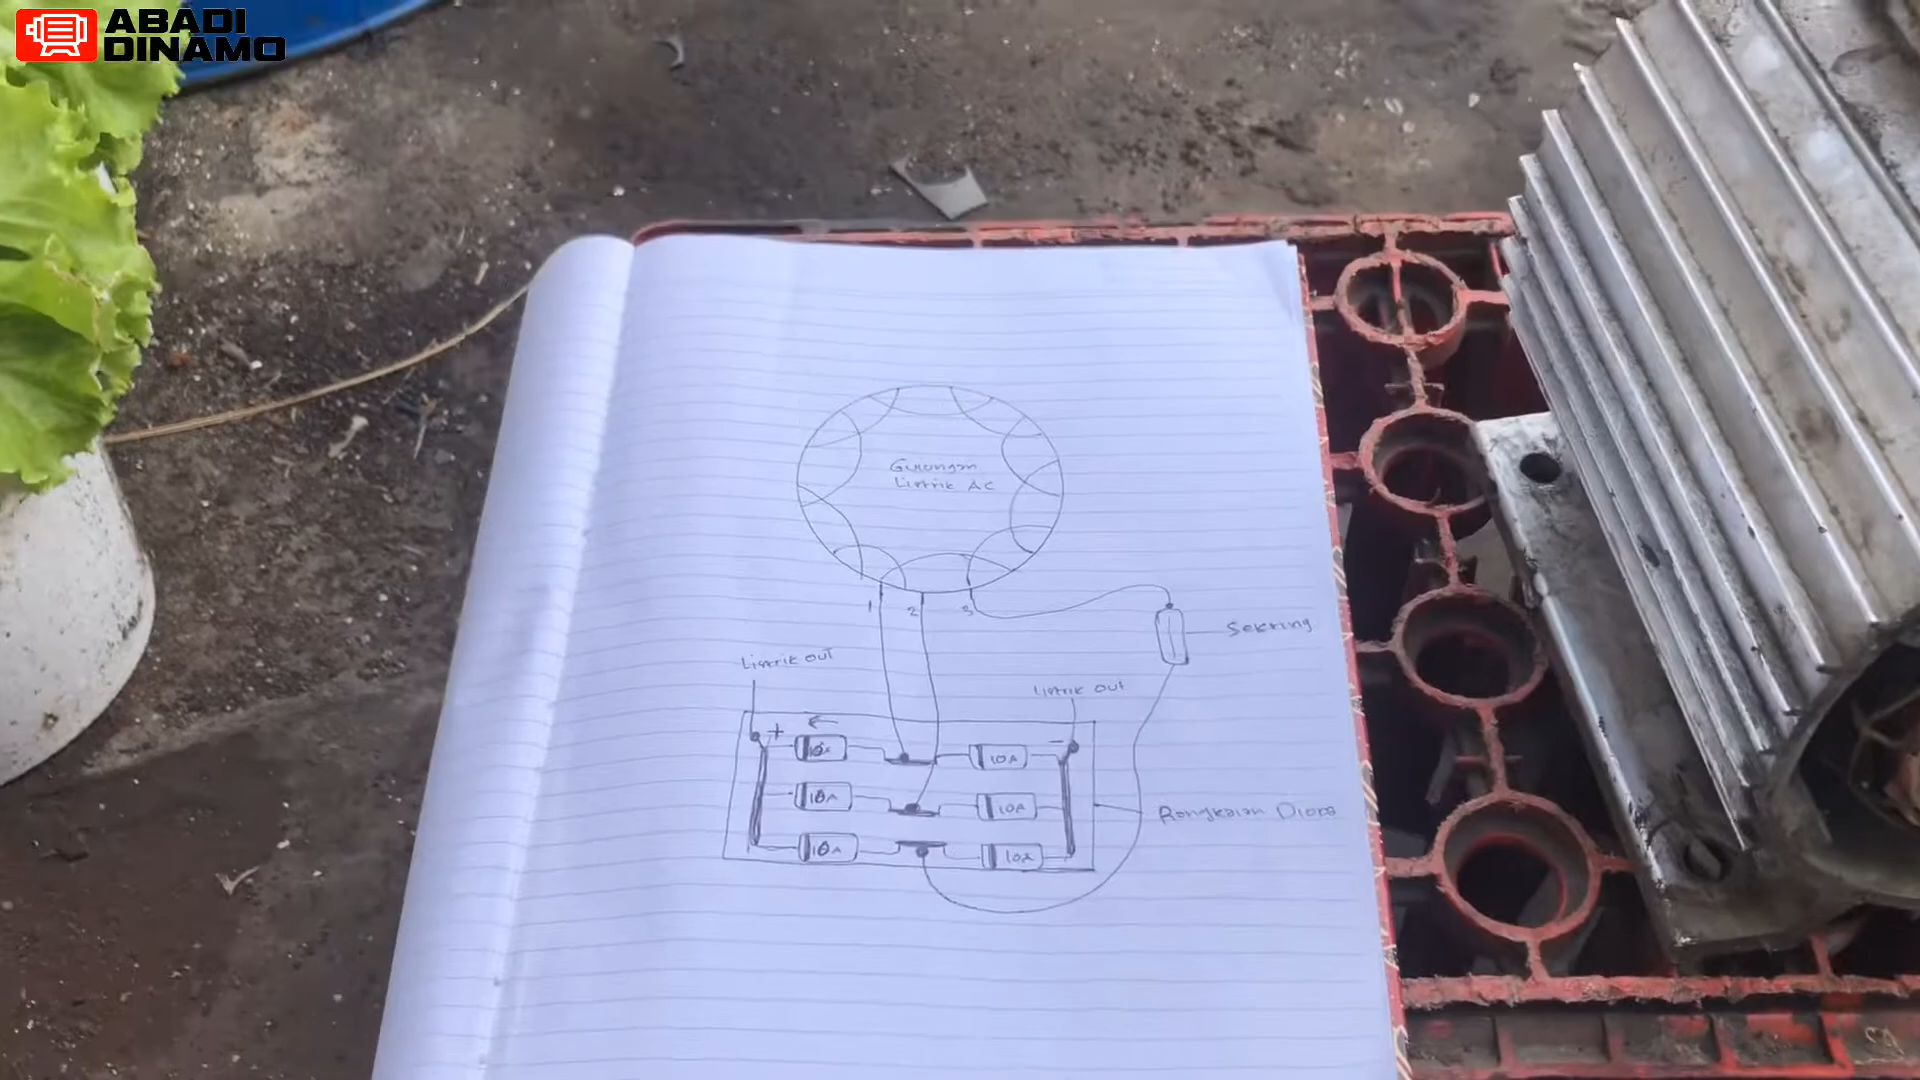 ABADI
DINAMO
Gulungan
Listrik AC
1 2 3
Sekring
Listrik out
Listrik out
+ -
10A 10A
10A 10A
Rangkaian Dioda
10A 10A